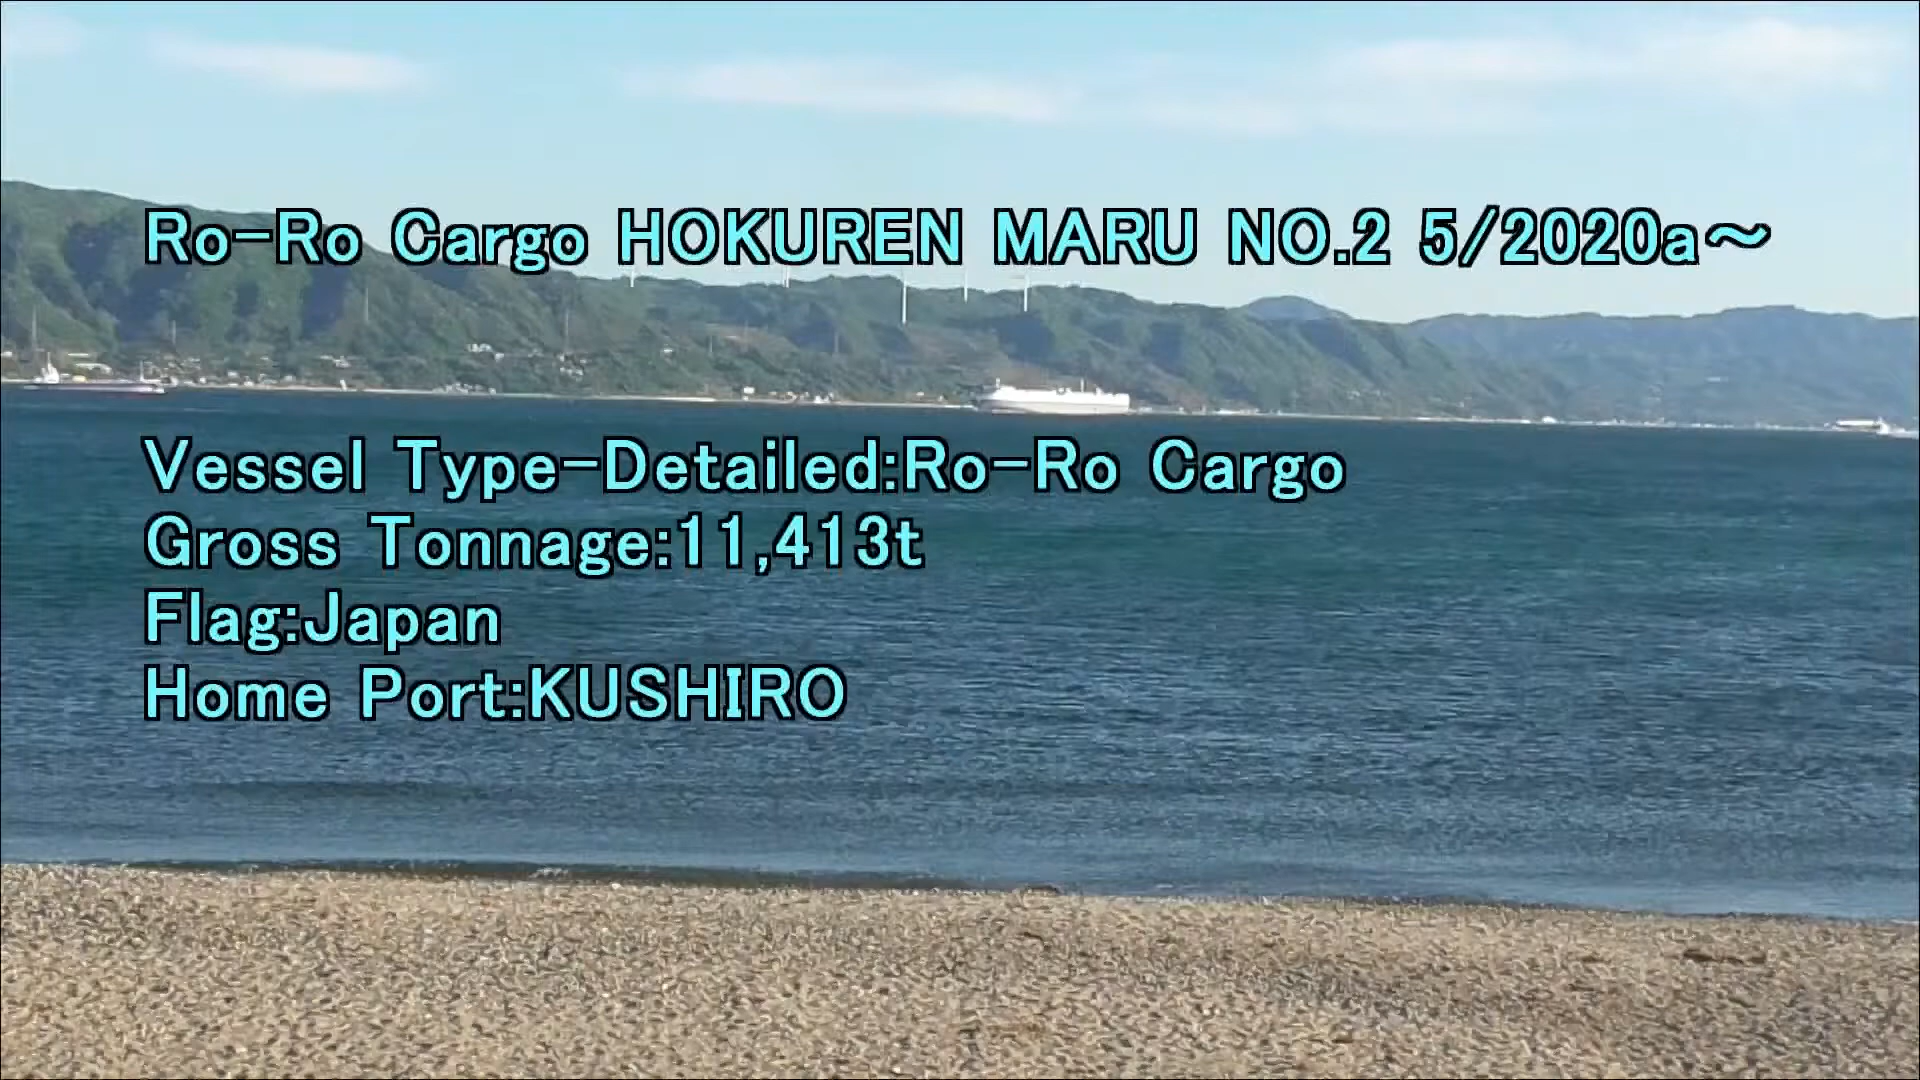 Ro-Ro Cargo HOKUREN MARU NO.2 5/2020a～
Vessel Type-Detailed:Ro-Ro Cargo
Gross Tonnage:11,413t
Flag:Japan
Home Port:KUSHIRO